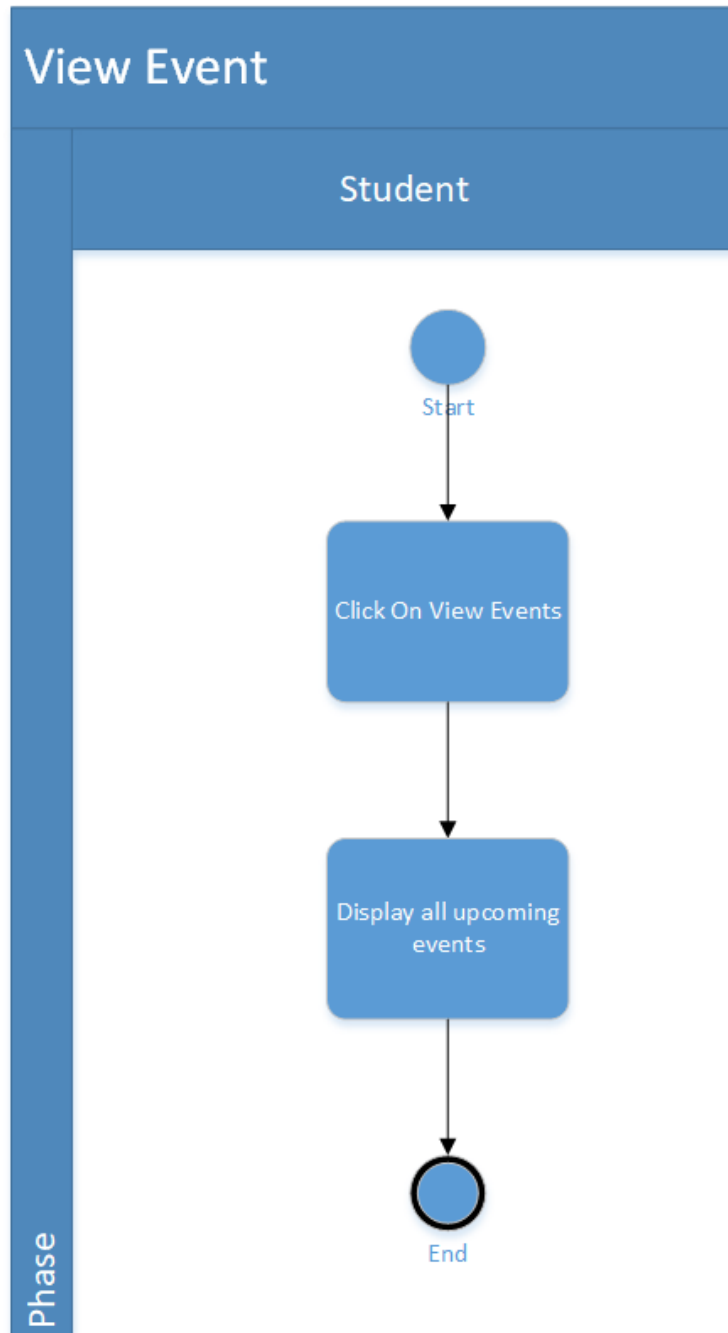 View Event
Student
Start
Click On View Events
Display all upcoming
events
End
Phase